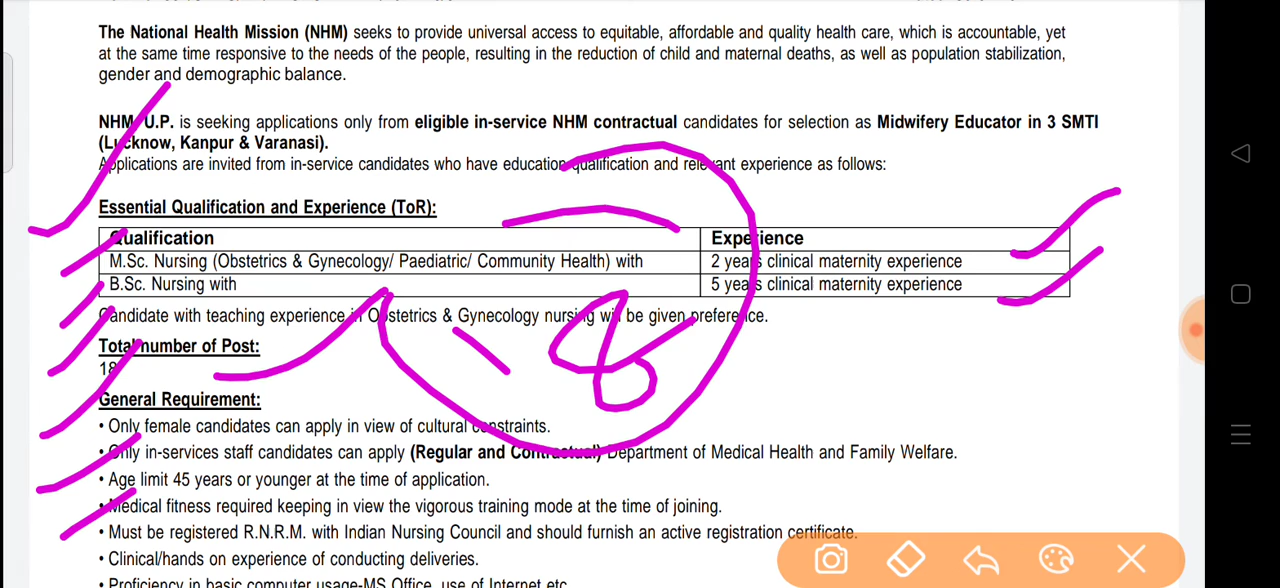 The National Health Mission (NHM) seeks to provide universal access to equitable, affordable and quality health care, which is accountable, yet
at the same time responsive to the needs of the people, resulting in the reduction of child and maternal deaths, as well as population stabilization,
gender and demographic balance.
NHM, U.P. is seeking applications only from eligible in-service NHM contractual candidates for selection as Midwifery Educator in 3 SMTI
(Lucknow, Kanpur & Varanasi).
Applications are invited from in-service candidates who have education qualification and relevant experience as follows:
Essential Qualification and Experience (ToR):
Qualification Experience
M.Sc. Nursing (Obstetrics & Gynecology/ Paediatric/ Community Health) with 2 years clinical maternity experience
B.Sc. Nursing with 5 years clinical maternity experience
Candidate with teaching experience in Obstetrics & Gynecology nursing will be given preference.
Total number of Post:
18
General Requirement:
• Only female candidates can apply in view of cultural constraints.
• Only in-services staff candidates can apply (Regular and Contractual) Department of Medical Health and Family Welfare.
• Age limit 45 years or younger at the time of application.
• Medical fitness required keeping in view the vigorous training mode at the time of joining.
• Must be registered R.N.R.M. with Indian Nursing Council and should furnish an active registration certificate.
• Clinical/hands on experience of conducting deliveries.
• Proficiency in basic computer usage-MS Office, use of Internet etc